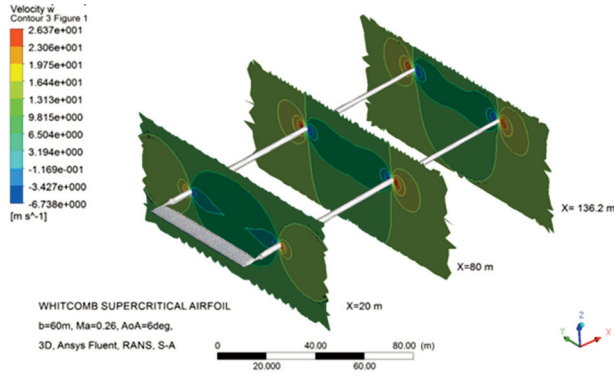 Velocity w
Contour 3 Figure 1
2.637e+001
2.306e+001
1.975e+001
1.644e+001
1.313e+001
9.815e+000
6.504e+000
3.194e+000
-1.169e-001
-3.427e+000
-6.738e+000
[m s^-1]
X= 136.2 m
X=80 m
X=20 m
WHITCOMB SUPERCRITICAL AIRFOIL
b=60m, Ma=0.26, AoA=6deg,
3D, Ansys Fluent, RANS, S-A
0 40.00 80.00 (m)
20.000 60.00
Z
Y X